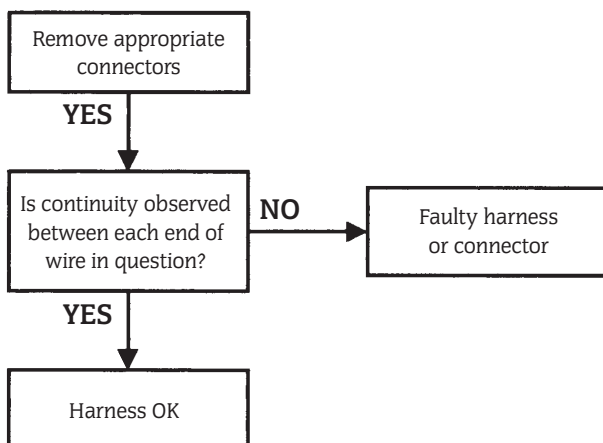 Remove appropriate
connectors
YES
Is continuity observed
between each end of
wire in question?
NO
Faulty harness
or connector
YES
Harness OK